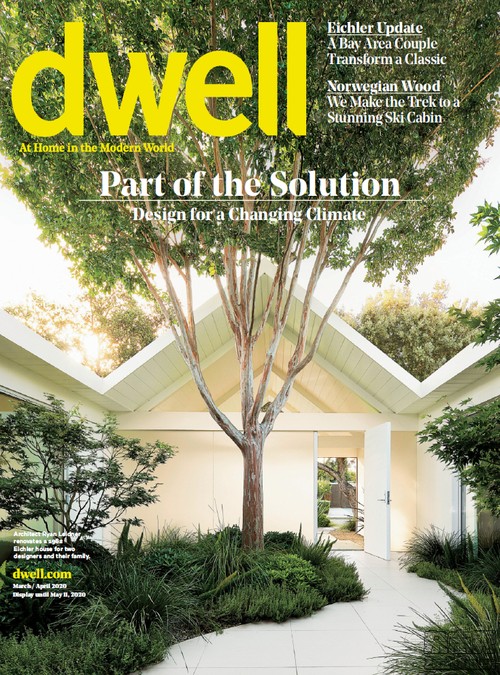 dwell
At Home in the Modern World
Eichler Update
A Bay Area Couple
Transform a Classic
Norwegian Wood
We Make the Trek to a
Stunning Ski Cabin
Part of the Solution
Design for a Changing Climate
Architect Ryan Leidner
renovates a 1962
Eichler house for two
designers and their family.
dwell.com
March / April 2020
Display until May 11, 2020